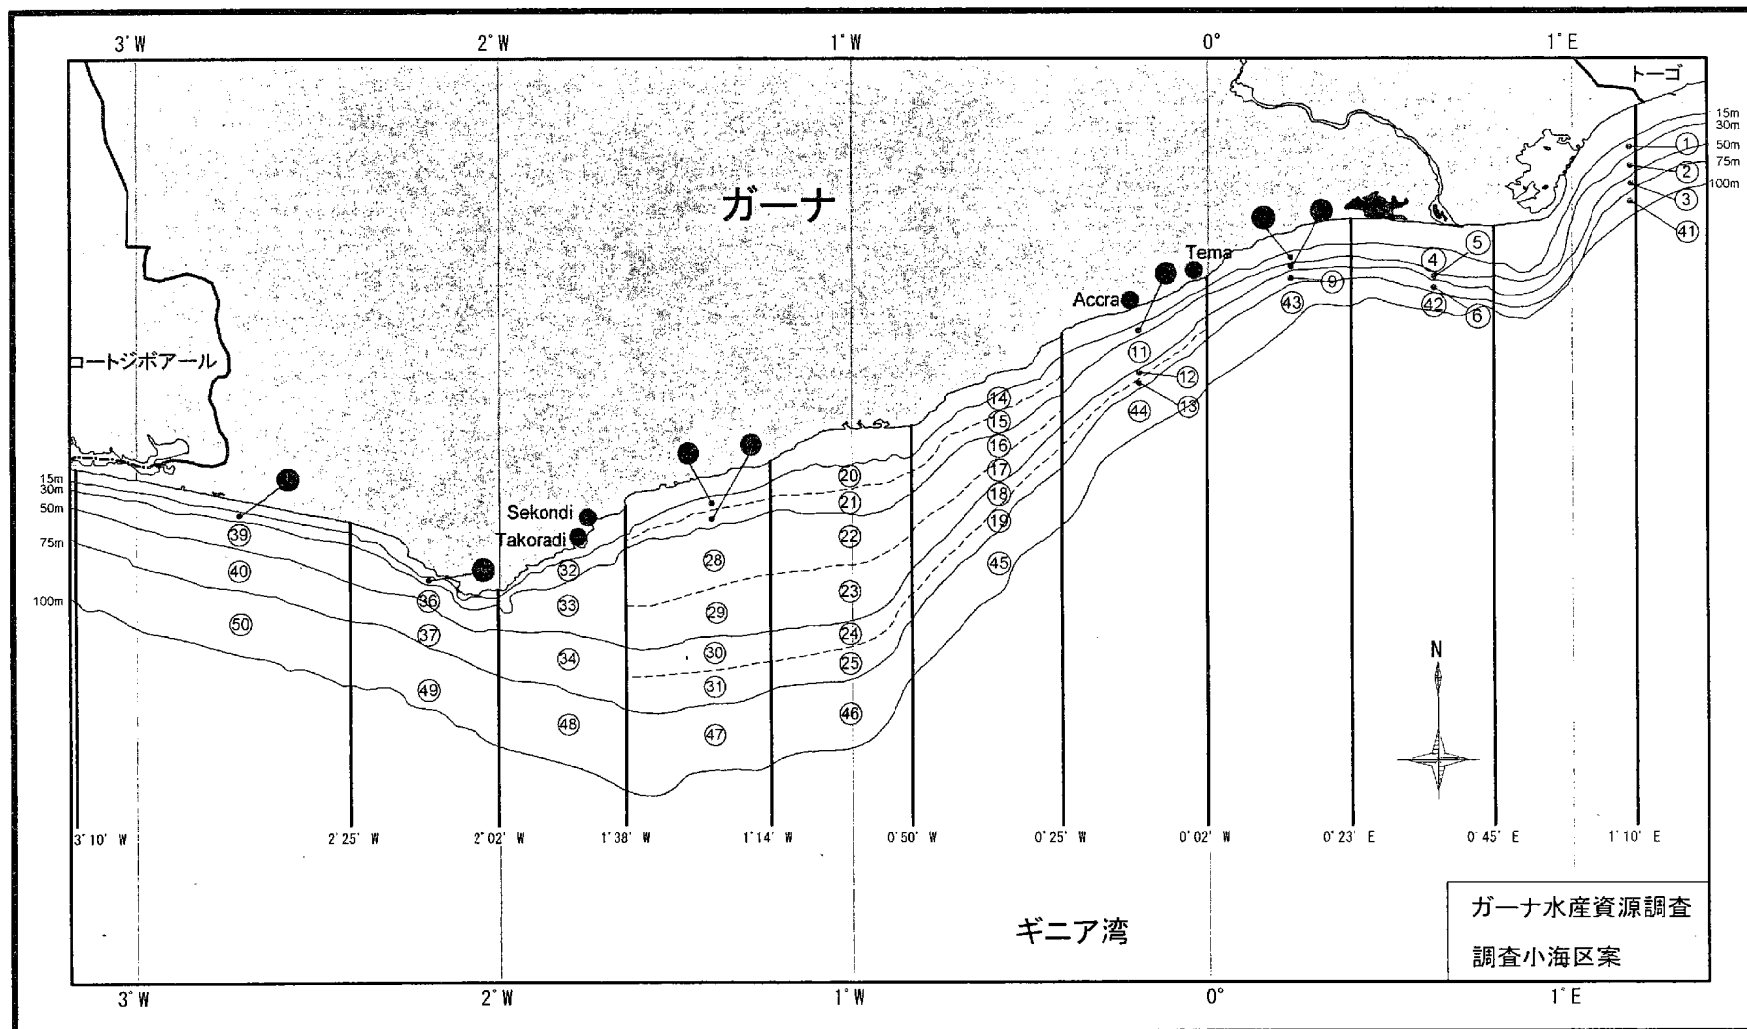 3°W 2°W 1°W 0° 1°E
トーゴ
15m
30m
50m
75m
100m
① ② ③ ㊶
ガーナ
Tema
Accra
⑤
④
⑨
㊸ ㊷ ⑥
⑪
⑫
⑬
㊹
コートジボアール
⑭
⑮
⑯
⑰
⑱
⑲
㊺
15m
30m
50m
75m
100m
Sekondi
Takoradi
⑳
㉑
㉒
㉓
㉔
㉕
㊻
㉘
㉙
㉚
㉛
㊼
㉜
㉝
㉞
㊽
㊱
㊲
㊾
㊴
㊵
㊿
N
3°10' W 2°25' W 2°02' W 1°38' W 1°14' W 0°50' W 0°25' W 0°02' W 0°23' E 0°45' E 1°10' E
ギニア湾
ガーナ水産資源調査
調査小海区案
3°W 2°W 1°W 0° 1°E